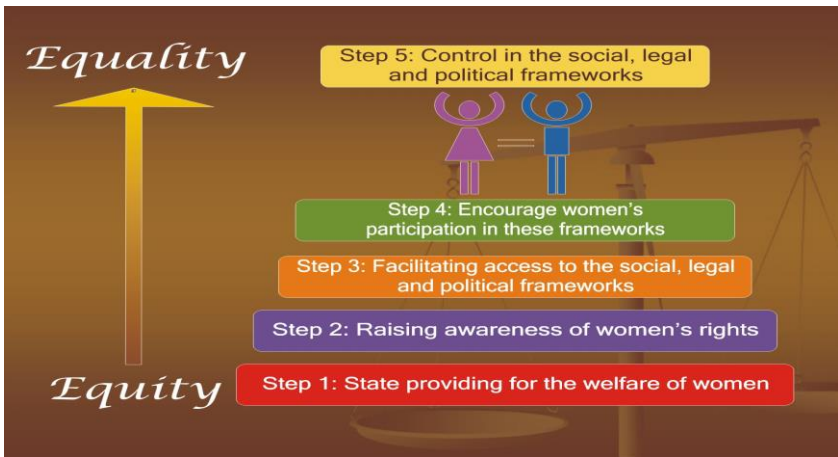 Equality
Step 5: Control in the social, legal
and political frameworks
Step 4: Encourage women's
participation in these frameworks
Step 3: Facilitating access to the social, legal
and political frameworks
Step 2: Raising awareness of women's rights
Equity
Step 1: State providing for the welfare of women